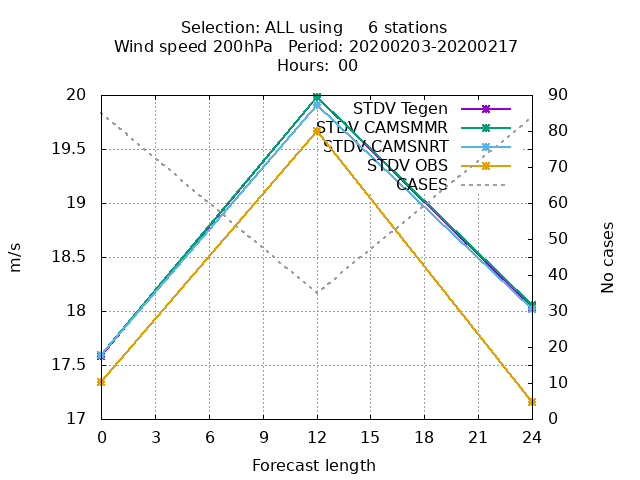 Selection: ALL using     6 stations
Wind speed 200hPa   Period: 20200203-20200217
Hours: 00
20
19.5
19
18.5
18
17.5
17
90
80
70
60
50
40
30
20
10
0
STDV Tegen
STDV CAMSMMR
STDV CAMSNRT
STDV OBS
CASES
m/s
No cases
0 3 6 9 12 15 18 21 24
Forecast length